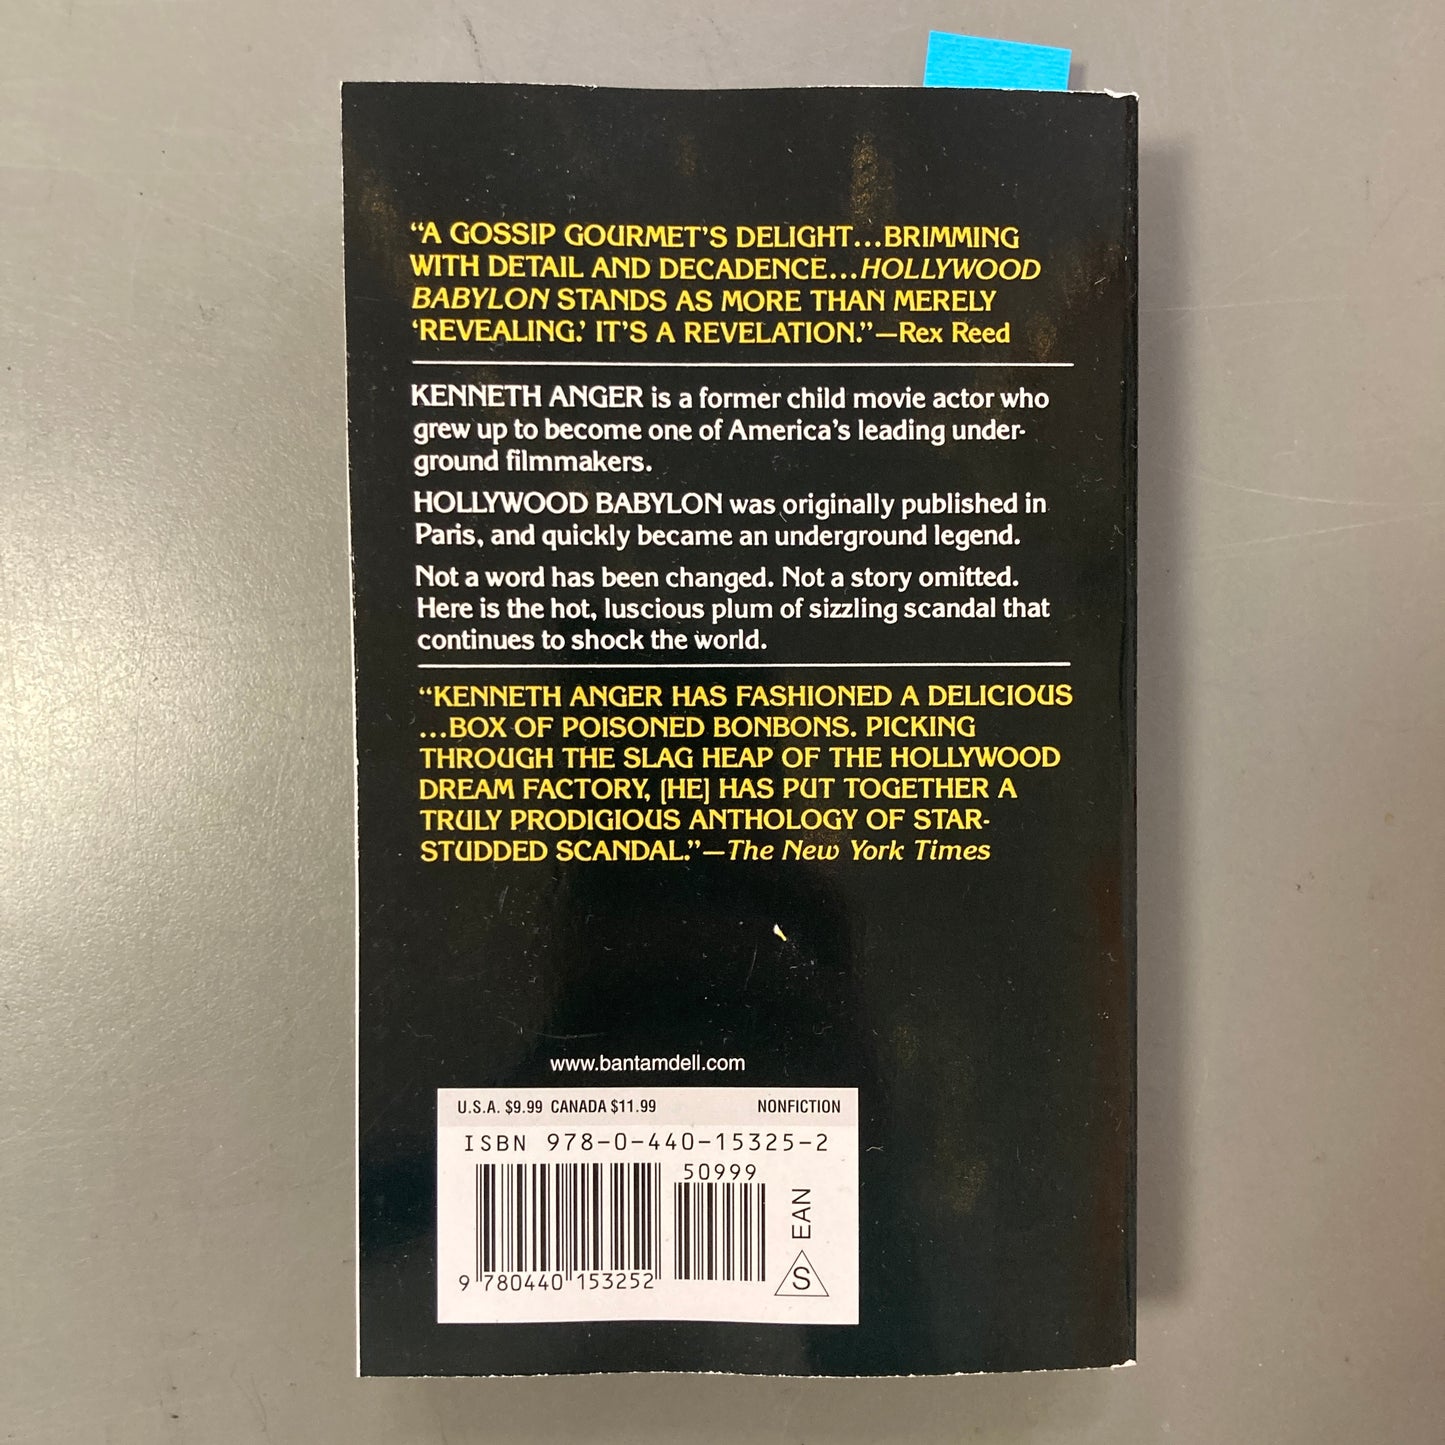 “A GOSSIP GOURMET’S DELIGHT...BRIMMING
WITH DETAIL AND DECADENCE...HOLLYWOOD
BABYLON STANDS AS MORE THAN MERELY
‘REVEALING.’ IT’S A REVELATION.”—Rex Reed
KENNETH ANGER is a former child movie actor who
grew up to become one of America’s leading under-
ground filmmakers.
HOLLYWOOD BABYLON was originally published in
Paris, and quickly became an underground legend.
Not a word has been changed. Not a story omitted.
Here is the hot, luscious plum of sizzling scandal that
continues to shock the world.
“KENNETH ANGER HAS FASHIONED A DELICIOUS
...BOX OF POISONED BONBONS. PICKING
THROUGH THE SLAG HEAP OF THE HOLLYWOOD
DREAM FACTORY, [HE] HAS PUT TOGETHER A
TRULY PRODIGIOUS ANTHOLOGY OF STAR-
STUDDED SCANDAL.”—The New York Times
www.bantamdell.com
U.S.A. $9.99 CANADA $11.99 NONFICTION
ISBN 978-0-440-15325-2
50999
9 780440 153252
EAN
S